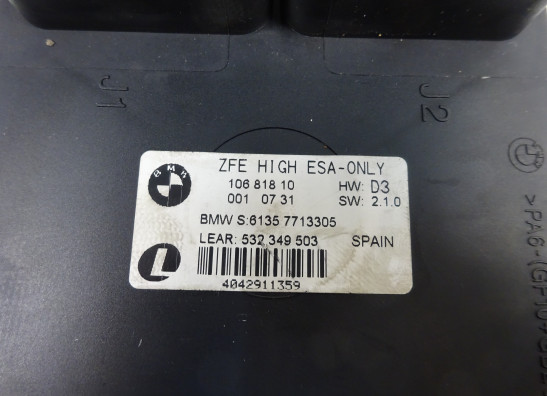 J1
J2
BMW
ZFE HIGH ESA-ONLY
106 818 10 HW: D3
001 07 31 SW: 2.1.0
BMW S:6135 7713305
LEAR: 532 349 503 SPAIN
L
4042911359